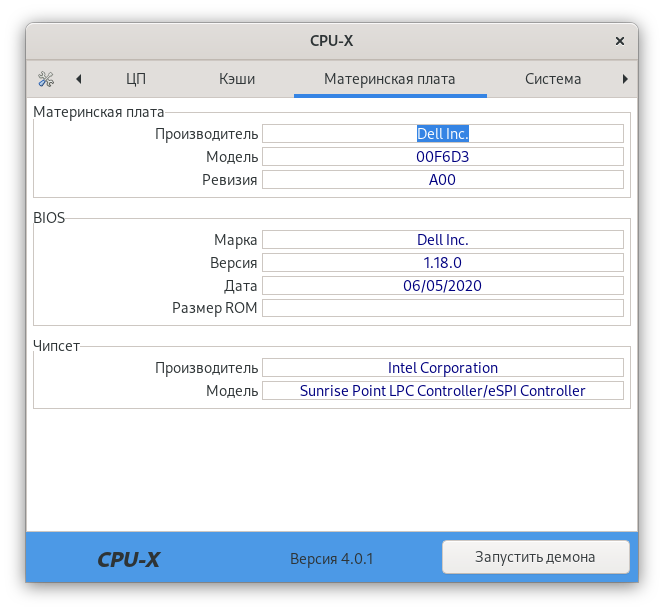 CPU-X
ЦП Кэши Материнская плата Система
Материнская плата
Производитель Dell Inc.
Модель 00F6D3
Ревизия A00
BIOS
Марка Dell Inc.
Версия 1.18.0
Дата 06/05/2020
Размер ROM
Чипсет
Производитель Intel Corporation
Модель Sunrise Point LPC Controller/eSPI Controller
CPU-X Версия 4.0.1 Запустить демона